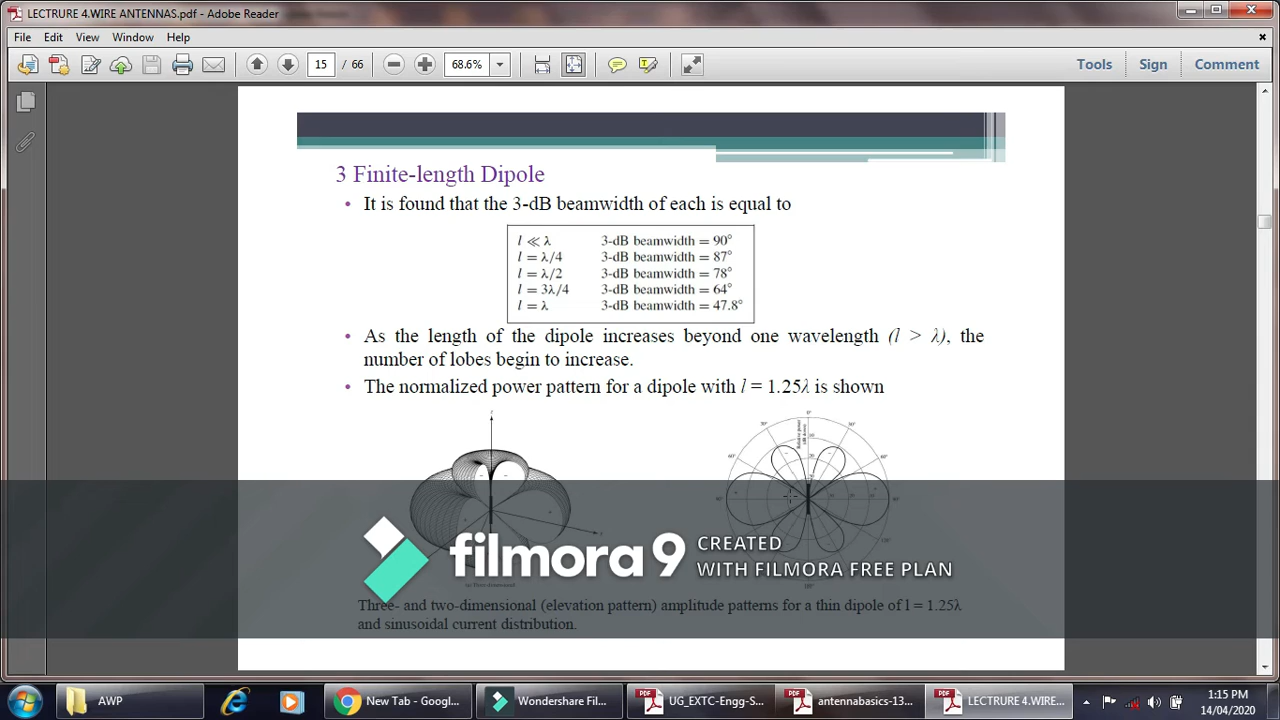 LECTRURE 4.WIRE ANTENNAS.pdf - Adobe Reader
File Edit View Window Help
15 / 66 68.6% Tools Sign Comment
3 Finite-length Dipole
• It is found that the 3-dB beamwidth of each is equal to
l ≪ λ 3-dB beamwidth = 90°
l = λ/4 3-dB beamwidth = 87°
l = λ/2 3-dB beamwidth = 78°
l = 3λ/4 3-dB beamwidth = 64°
l = λ 3-dB beamwidth = 47.8°
• As the length of the dipole increases beyond one wavelength (l > λ), the
number of lobes begin to increase.
• The normalized power pattern for a dipole with l = 1.25λ is shown
filmora 9 CREATED
WITH FILMORA FREE PLAN
Three- and two-dimensional (elevation pattern) amplitude patterns for a thin dipole of l = 1.25λ
and sinusoidal current distribution.
AWP
New Tab - Googl...
Wondershare Fil...
UG_EXTC-Engg-S...
antennabasics-13...
LECTRURE 4.WIRE...
1:15 PM
14/04/2020